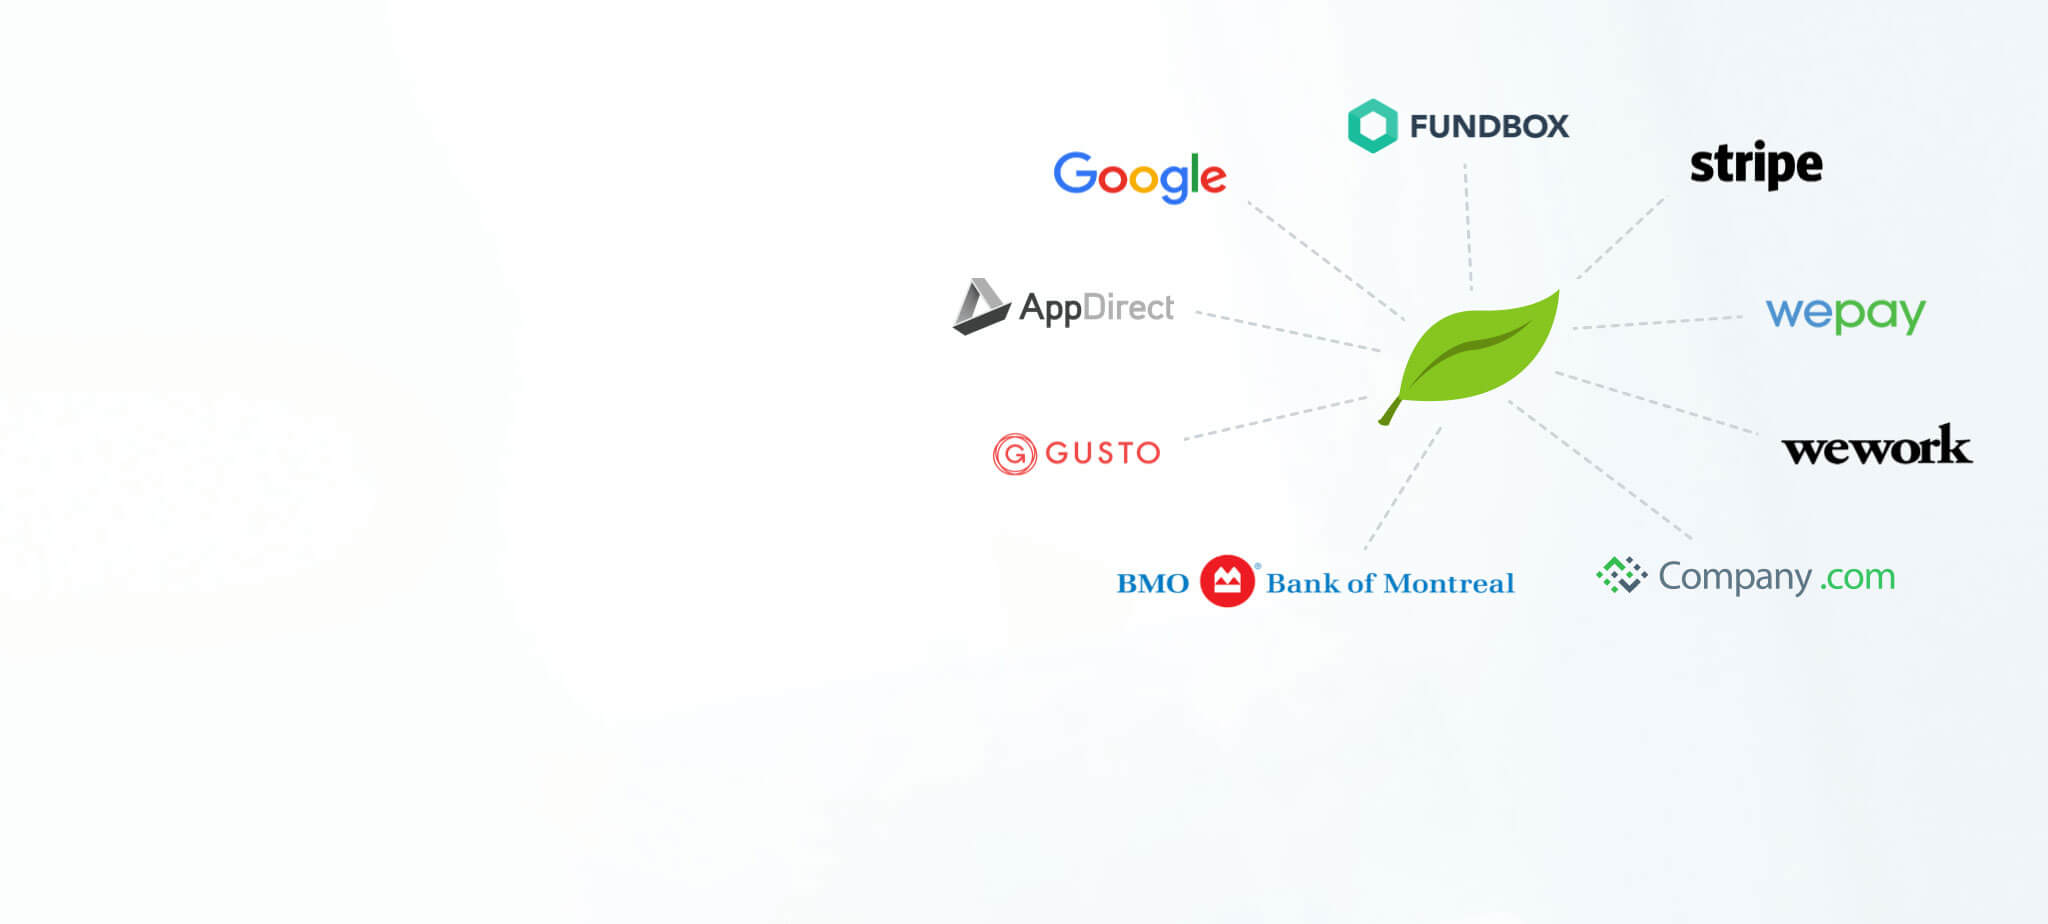 FUNDBOX
stripe
Google
AppDirect
wepay
G GUSTO
wework
BMO ® Bank of Montreal
Company.com